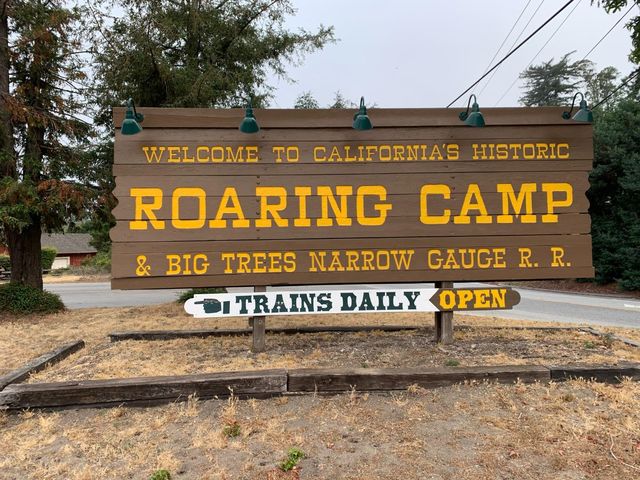 WELCOME TO CALIFORNIA'S HISTORIC
ROARING CAMP
& BIG TREES NARROW GAUGE R. R.
TRAINS DAILY OPEN